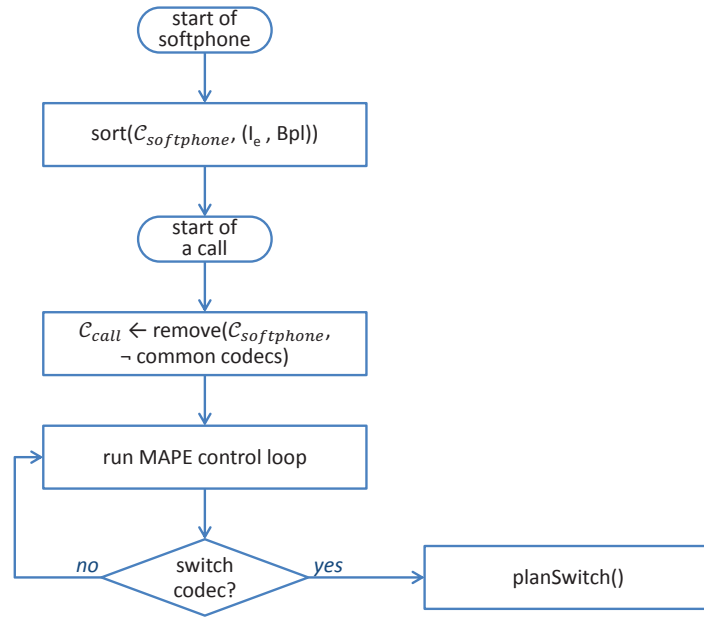 start of
softphone
sort(𝒞softphone, (Ie , Bpl))
start of
a call
𝒞call ← remove(𝒞softphone,
¬ common codecs)
run MAPE control loop
no
switch
codec?
yes
planSwitch()